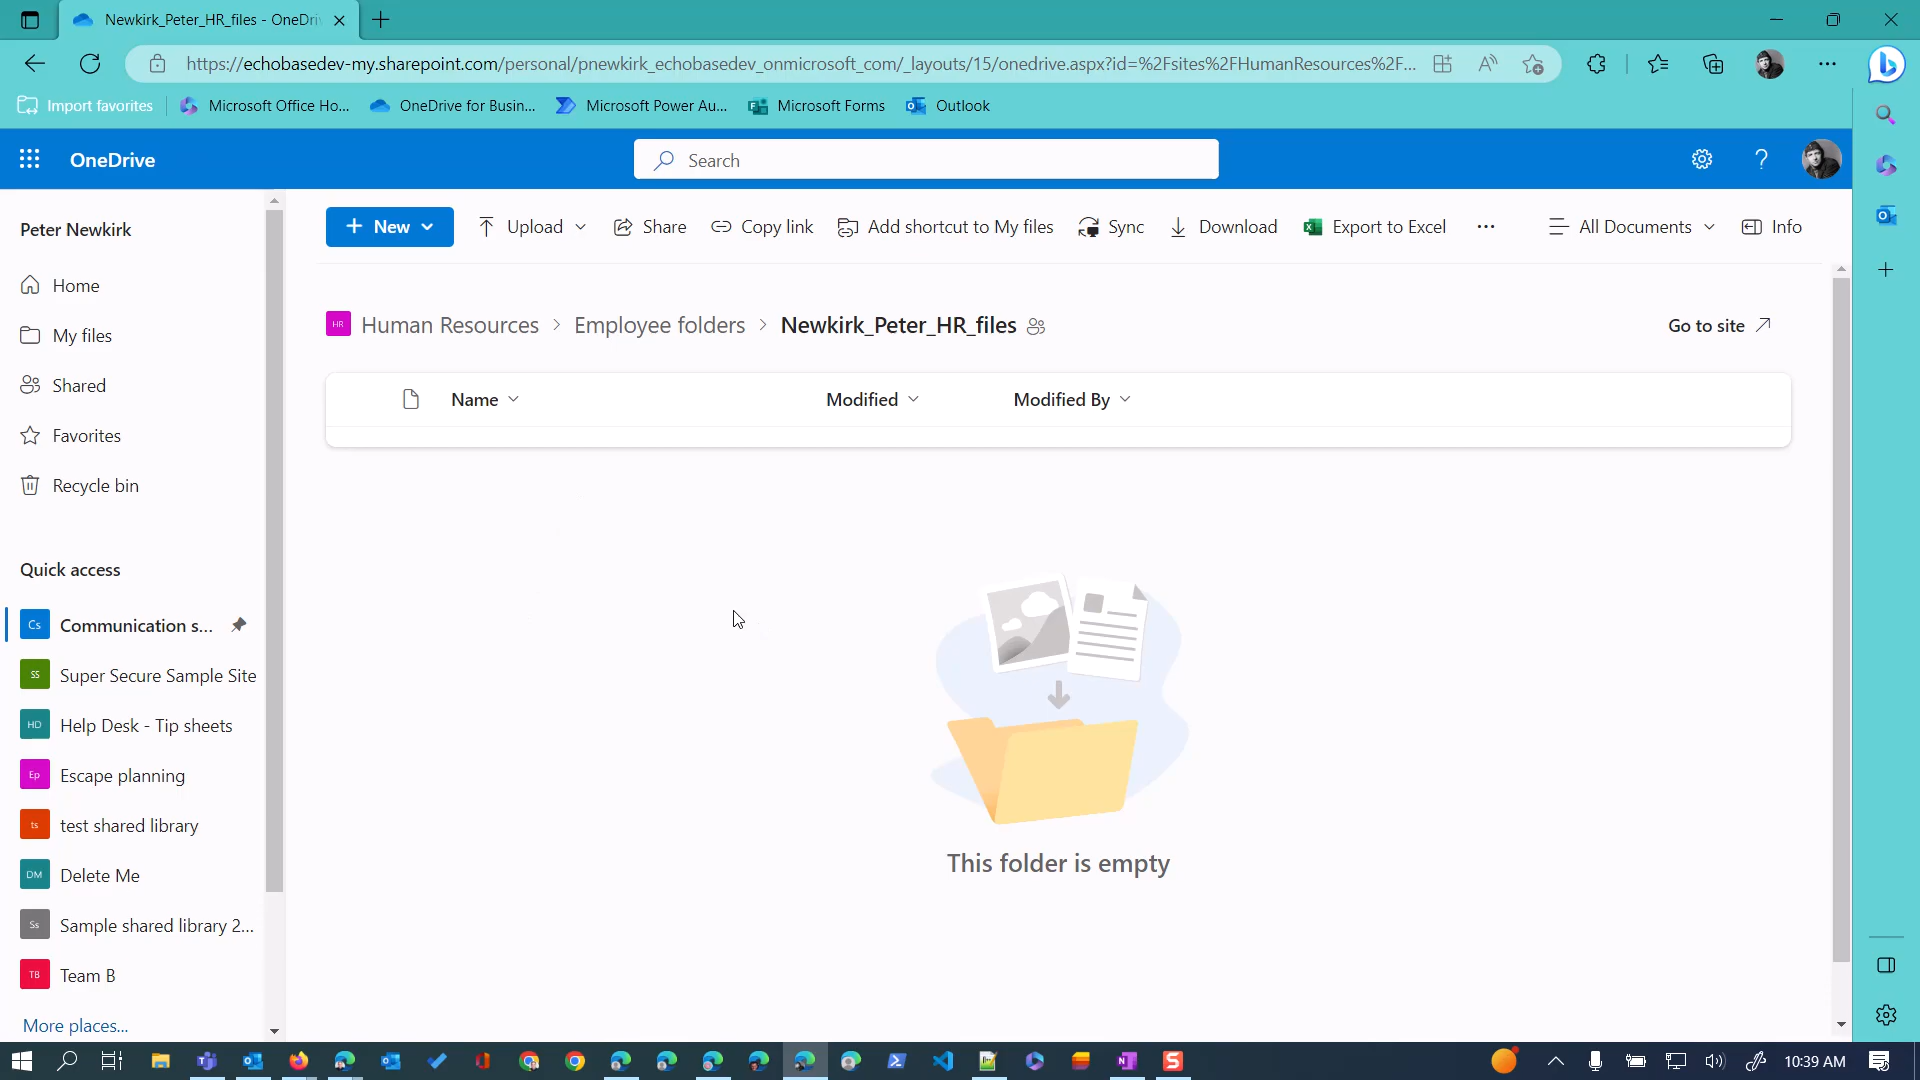 Newkirk_Peter_HR_files - OneDri
https://echobasedev-my.sharepoint.com/personal/pnewkirk_echobasedev_onmicrosoft_com/_layouts/15/onedrive.aspx?id=%2Fsites%2FHumanResources%2F...
Import favorites
Microsoft Office Ho...
OneDrive for Busin...
Microsoft Power Au...
Microsoft Forms
Outlook
OneDrive
Search
Peter Newkirk
Home
My files
Shared
Favorites
Recycle bin
Quick access
Cs Communication s...
SS Super Secure Sample Site
HD Help Desk - Tip sheets
Ep Escape planning
ts test shared library
DM Delete Me
Ss Sample shared library 2...
TB Team B
More places...
New
Upload
Share
Copy link
Add shortcut to My files
Sync
Download
Export to Excel
...
All Documents
Info
HR Human Resources > Employee folders > Newkirk_Peter_HR_files
Go to site
Name
Modified
Modified By
This folder is empty
10:39 AM